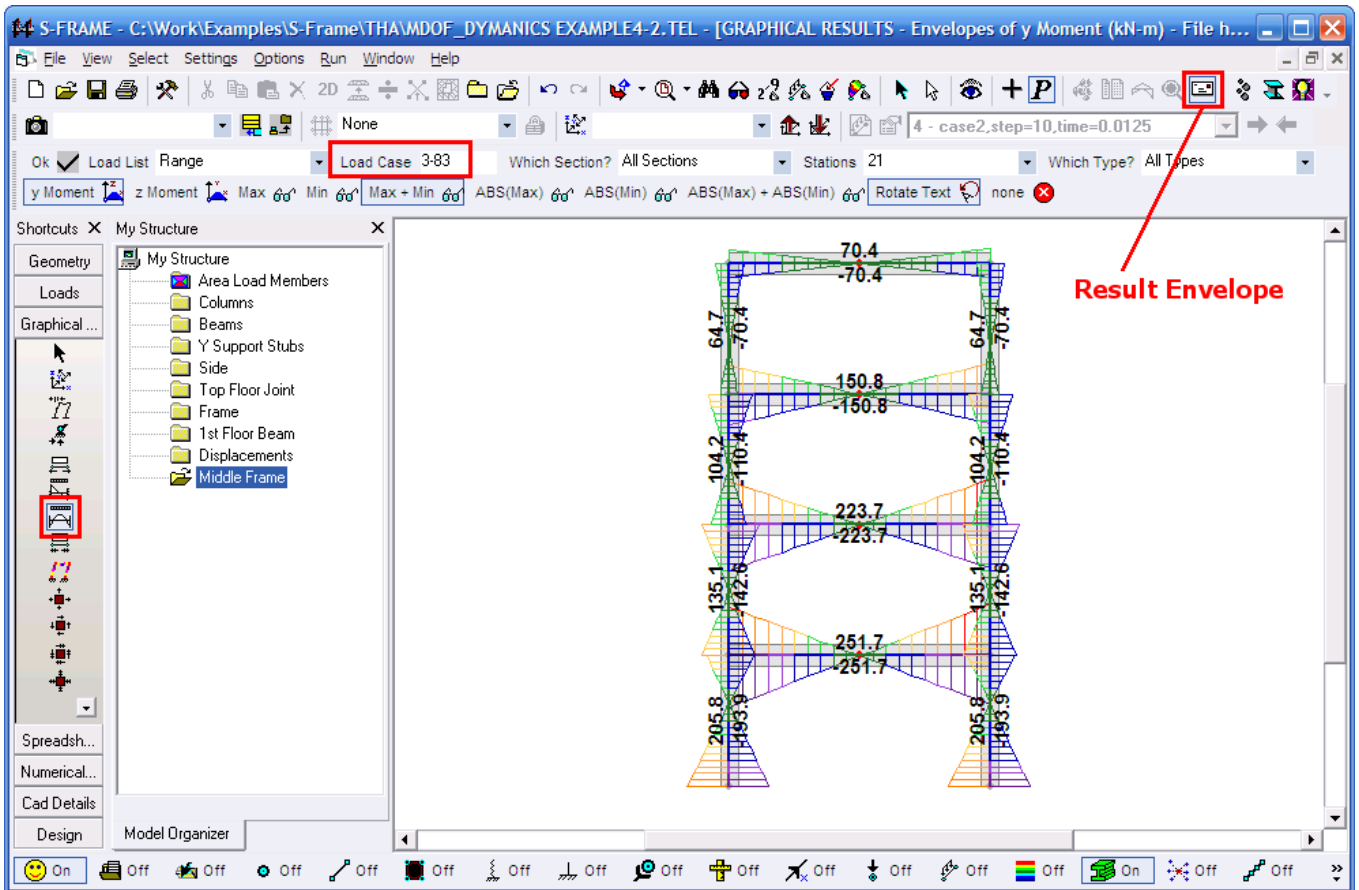 S-FRAME - C:\Work\Examples\S-Frame\THA\MDOF_DYMANICS EXAMPLE4-2.TEL - [GRAPHICAL RESULTS - Envelopes of y Moment (kN-m) - File h...
File View Select Settings Options Run Window Help
2D
P
None
4 - case2,step=10,time=0.0125
Ok Load List Range Load Case 3-83 Which Section? All Sections Stations 21 Which Type? All Types
y Moment z Moment Max Min Max + Min ABS(Max) ABS(Min) ABS(Max) + ABS(Min) Rotate Text none
Shortcuts
Geometry
Loads
Graphical ...
Spreadsh...
Numerical...
Cad Details
Design
My Structure
My Structure
Area Load Members
Columns
Beams
Y Support Stubs
Side
Top Floor Joint
Frame
1st Floor Beam
Displacements
Middle Frame
Model Organizer
Result Envelope
70.4
-70.4
64.7
-70.4
64.7
-70.4
150.8
-150.8
104.2
-110.4
104.2
-110.4
223.7
-223.7
135.1
-142.6
135.1
-142.6
251.7
-251.7
205.8
-193.9
205.8
-193.9
On Off Off Off Off Off Off Off Off Off Off Off Off Off On Off Off